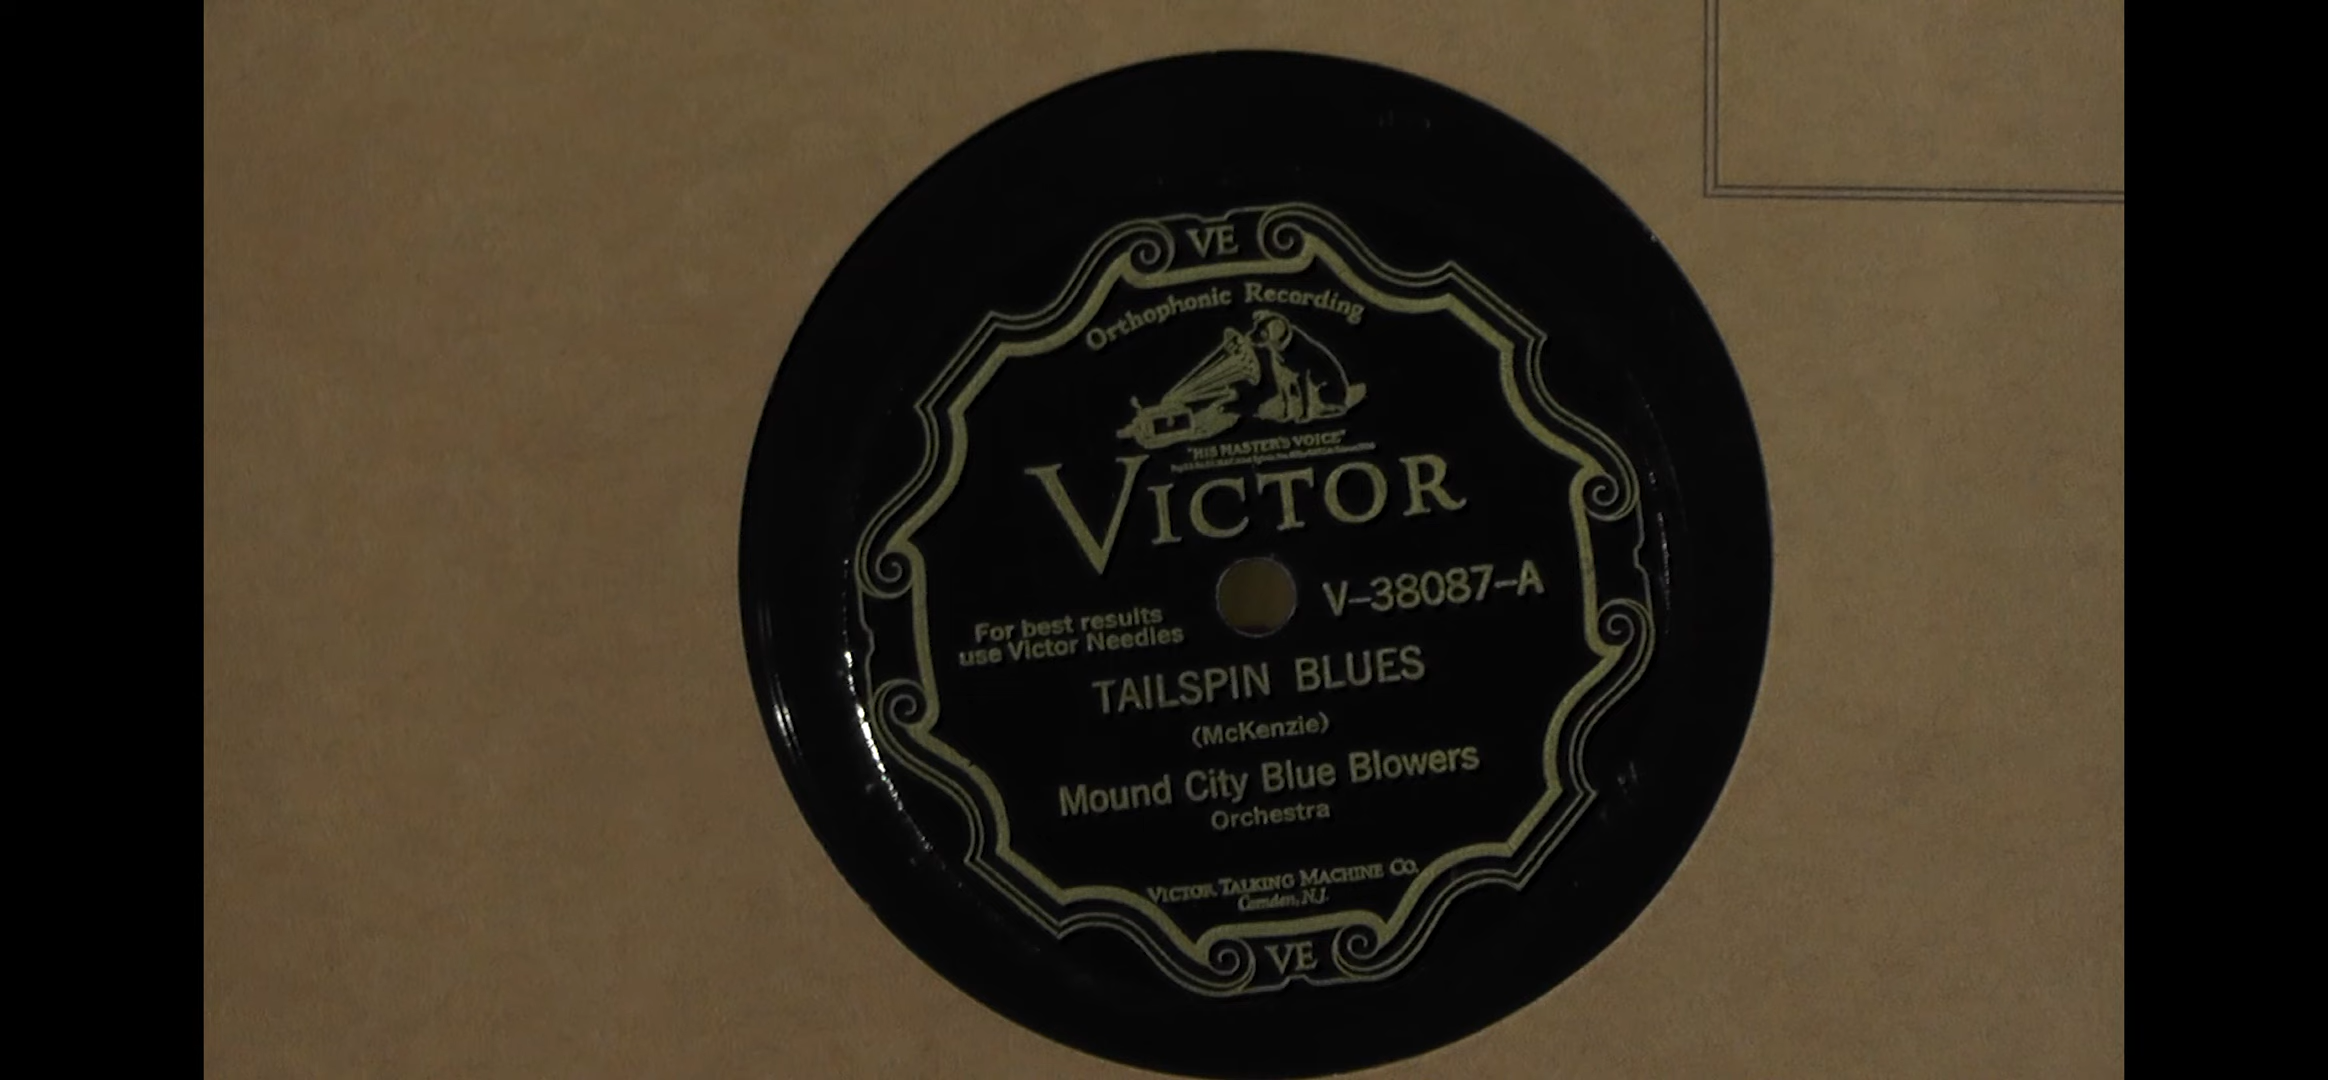 VE
Orthophonic Recording
"HIS MASTER'S VOICE"
VICTOR
V-38087-A
For best results
use Victor Needles
TAILSPIN BLUES
(McKenzie)
Mound City Blue Blowers
Orchestra
VICTOR TALKING MACHINE CO.
Camden, N.J.
VE